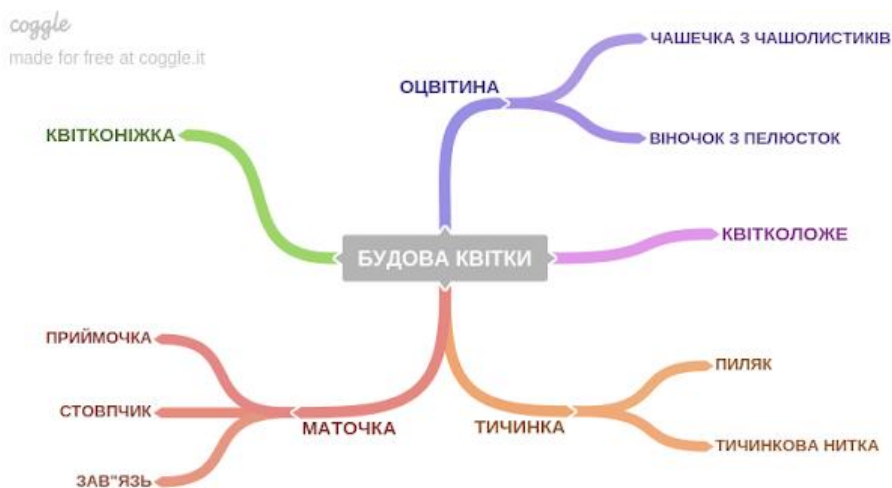 coggle
made for free at coggle.it
ЧАШЕЧКА З ЧАШОЛИСТИКІВ
ОЦВІТИНА
КВІТКОНІЖКА
ВІНОЧОК З ПЕЛЮСТОК
КВІТКОЛОЖЕ
БУДОВА КВІТКИ
ПРИЙМОЧКА
ПИЛЯК
СТОВПЧИК
МАТОЧКА
ТИЧИНКА
ТИЧИНКОВА НИТКА
ЗАВ"ЯЗЬ